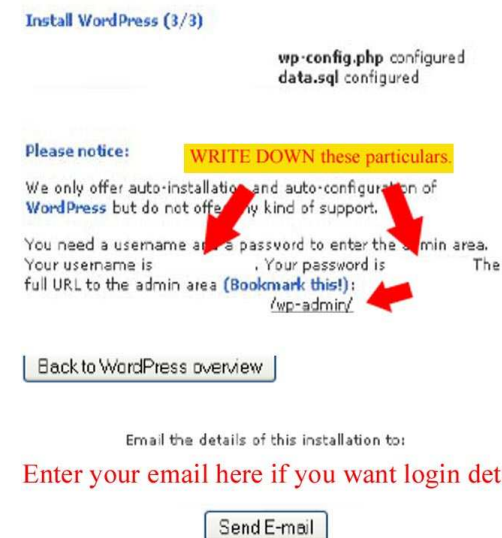 Install WordPress (3/3)
wp-config.php configured
data.sql configured
Please notice:
WRITE DOWN these particulars.
We only offer auto-installation and auto-configuration of
WordPress but do not offer any kind of support.
You need a username and a password to enter the admin area.
Your username is . Your password is The
full URL to the admin area (Bookmark this!):
/wp-admin/
Back to WordPress overview
Email the details of this installation to:
Enter your email here if you want login det
Send E-mail